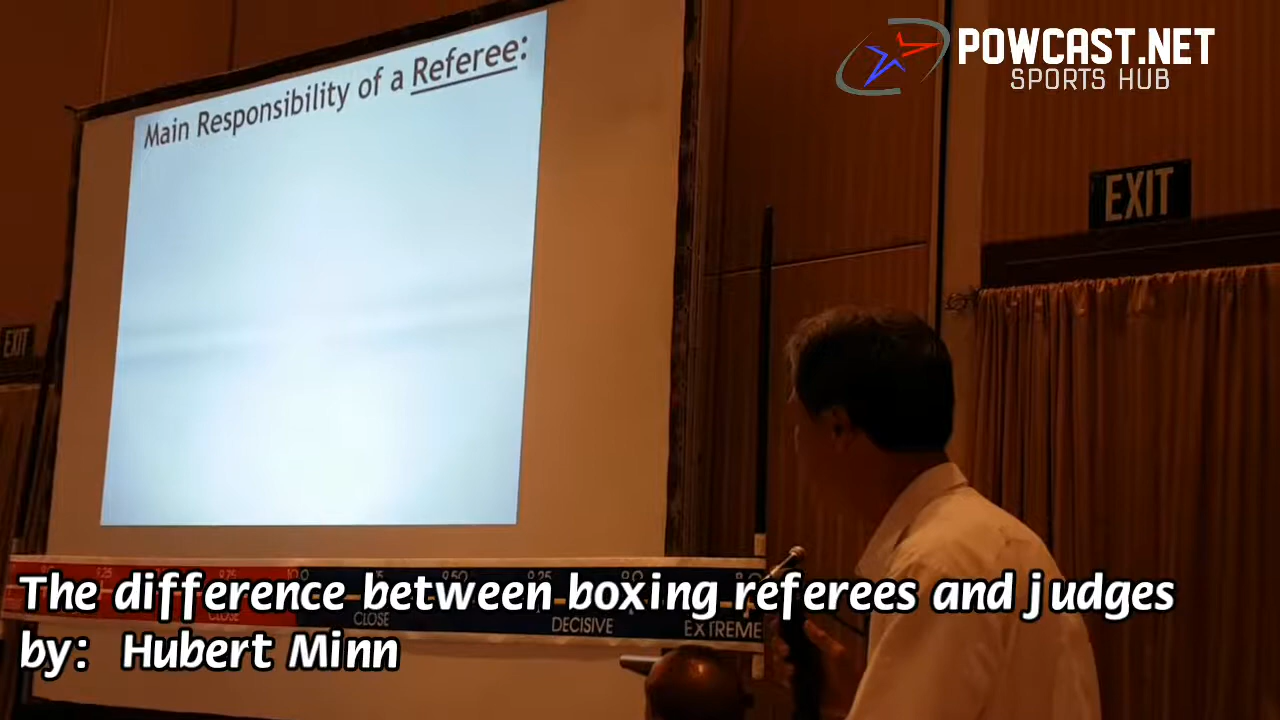 POWCAST.NET
SPORTS HUB
Main Responsibility of a Referee:
EXIT
EXIT
The difference between boxing referees and judges
by: Hubert Minn
CLOSE
CLOSE
DECISIVE
EXTREME